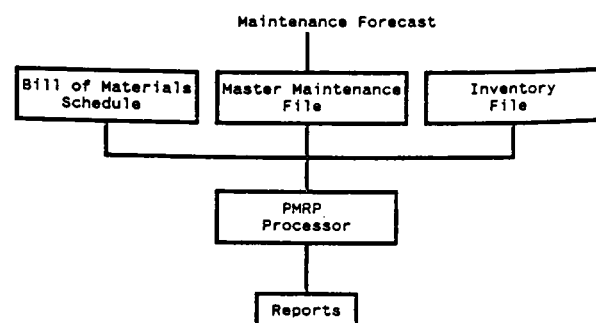 Maintenance Forecast
Bill of Materials
Schedule
Master Maintenance
File
Inventory
File
PMRP
Processor
Reports